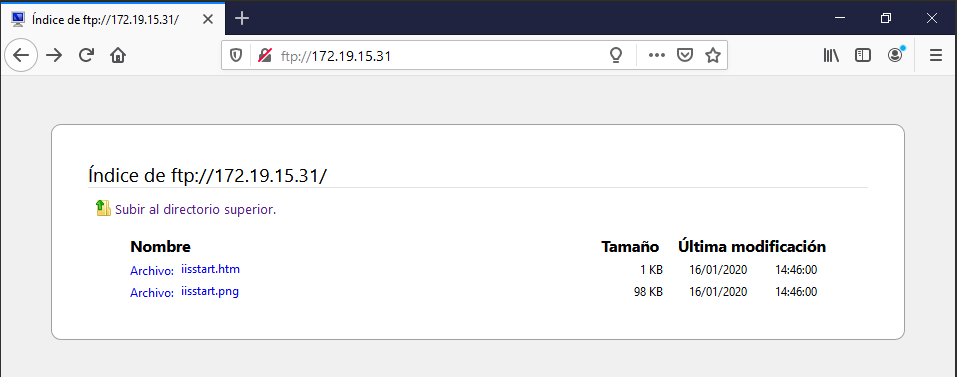 Índice de ftp://172.19.15.31/
ftp://172.19.15.31
Índice de ftp://172.19.15.31/
Subir al directorio superior.
Nombre Tamaño Última modificación
Archivo: iisstart.htm 1 KB 16/01/2020 14:46:00
Archivo: iisstart.png 98 KB 16/01/2020 14:46:00